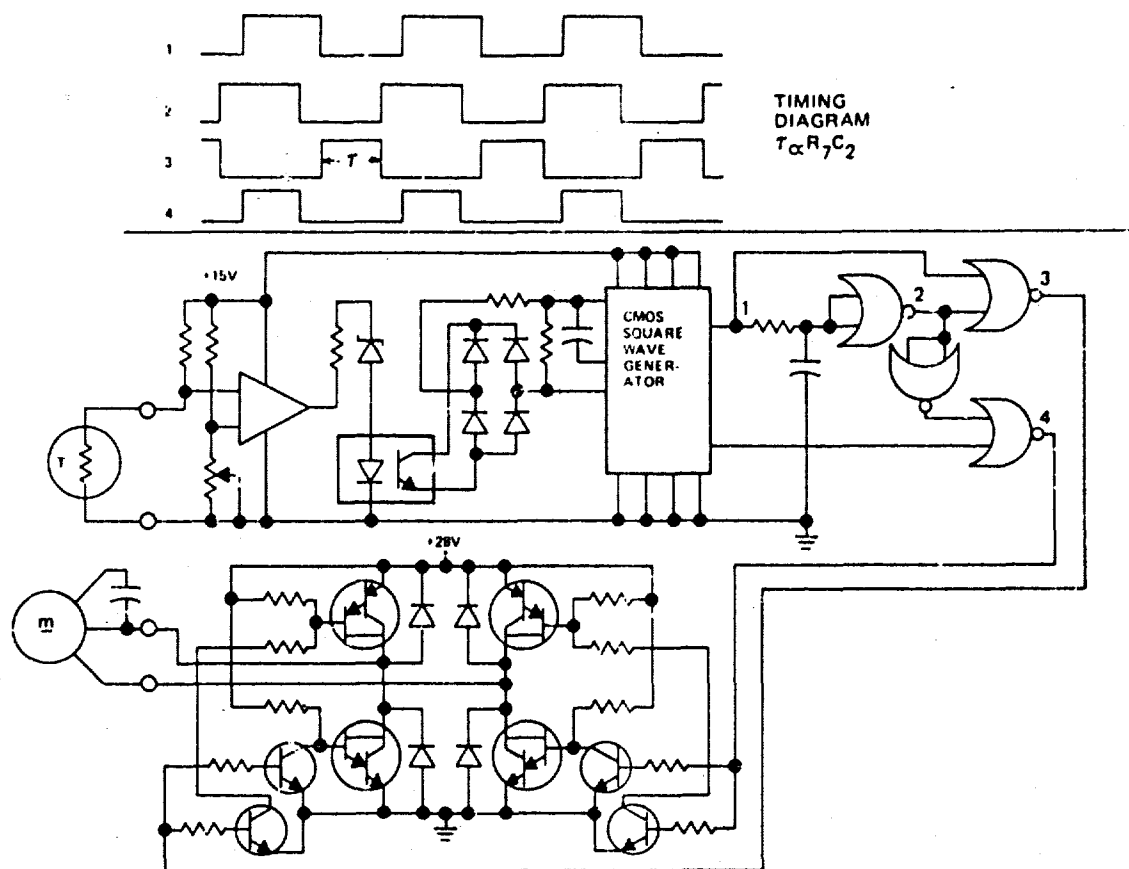 1
2
3
4
τ
TIMING
DIAGRAM
τ∝R₇C₂
+15V
T
CMOS
SQUARE
WAVE
GENER-
ATOR
1
2
3
4
+28V
m